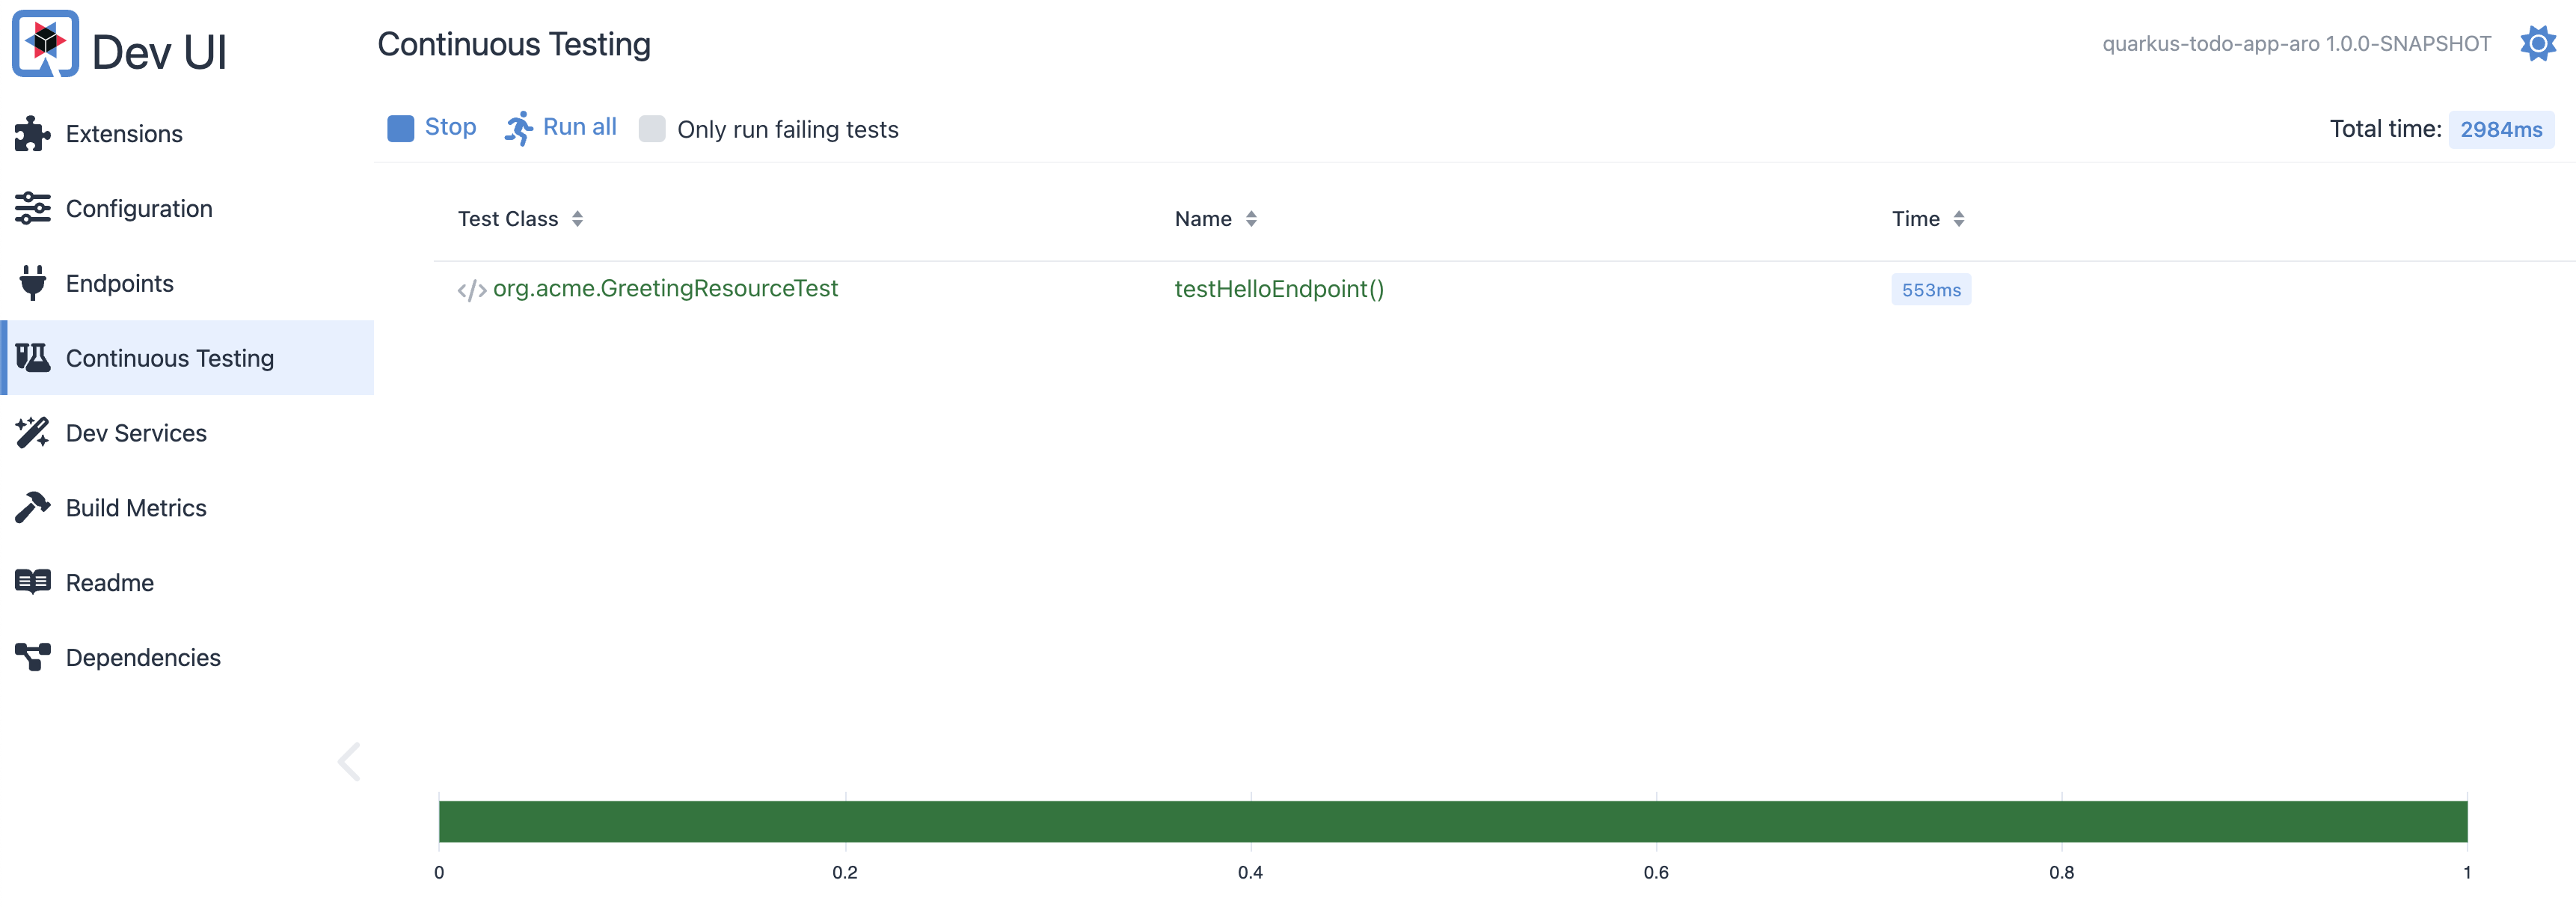 Dev UI
Continuous Testing
quarkus-todo-app-aro 1.0.0-SNAPSHOT
Extensions
Configuration
Endpoints
Continuous Testing
Dev Services
Build Metrics
Readme
Dependencies
Stop Run all Only run failing tests
Total time: 2984ms
Test Class Name Time
</> org.acme.GreetingResourceTest testHelloEndpoint() 553ms
0 0.2 0.4 0.6 0.8 1